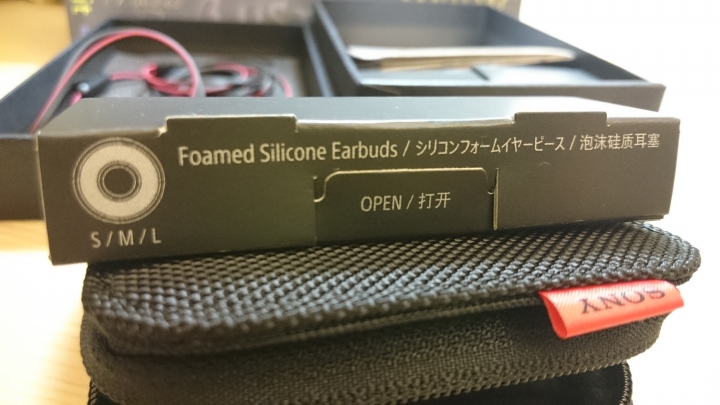 Foamed Silicone Earbuds / シリコンフォームイヤーピース / 泡沫硅质耳塞
OPEN / 打开
S / M / L
SONY